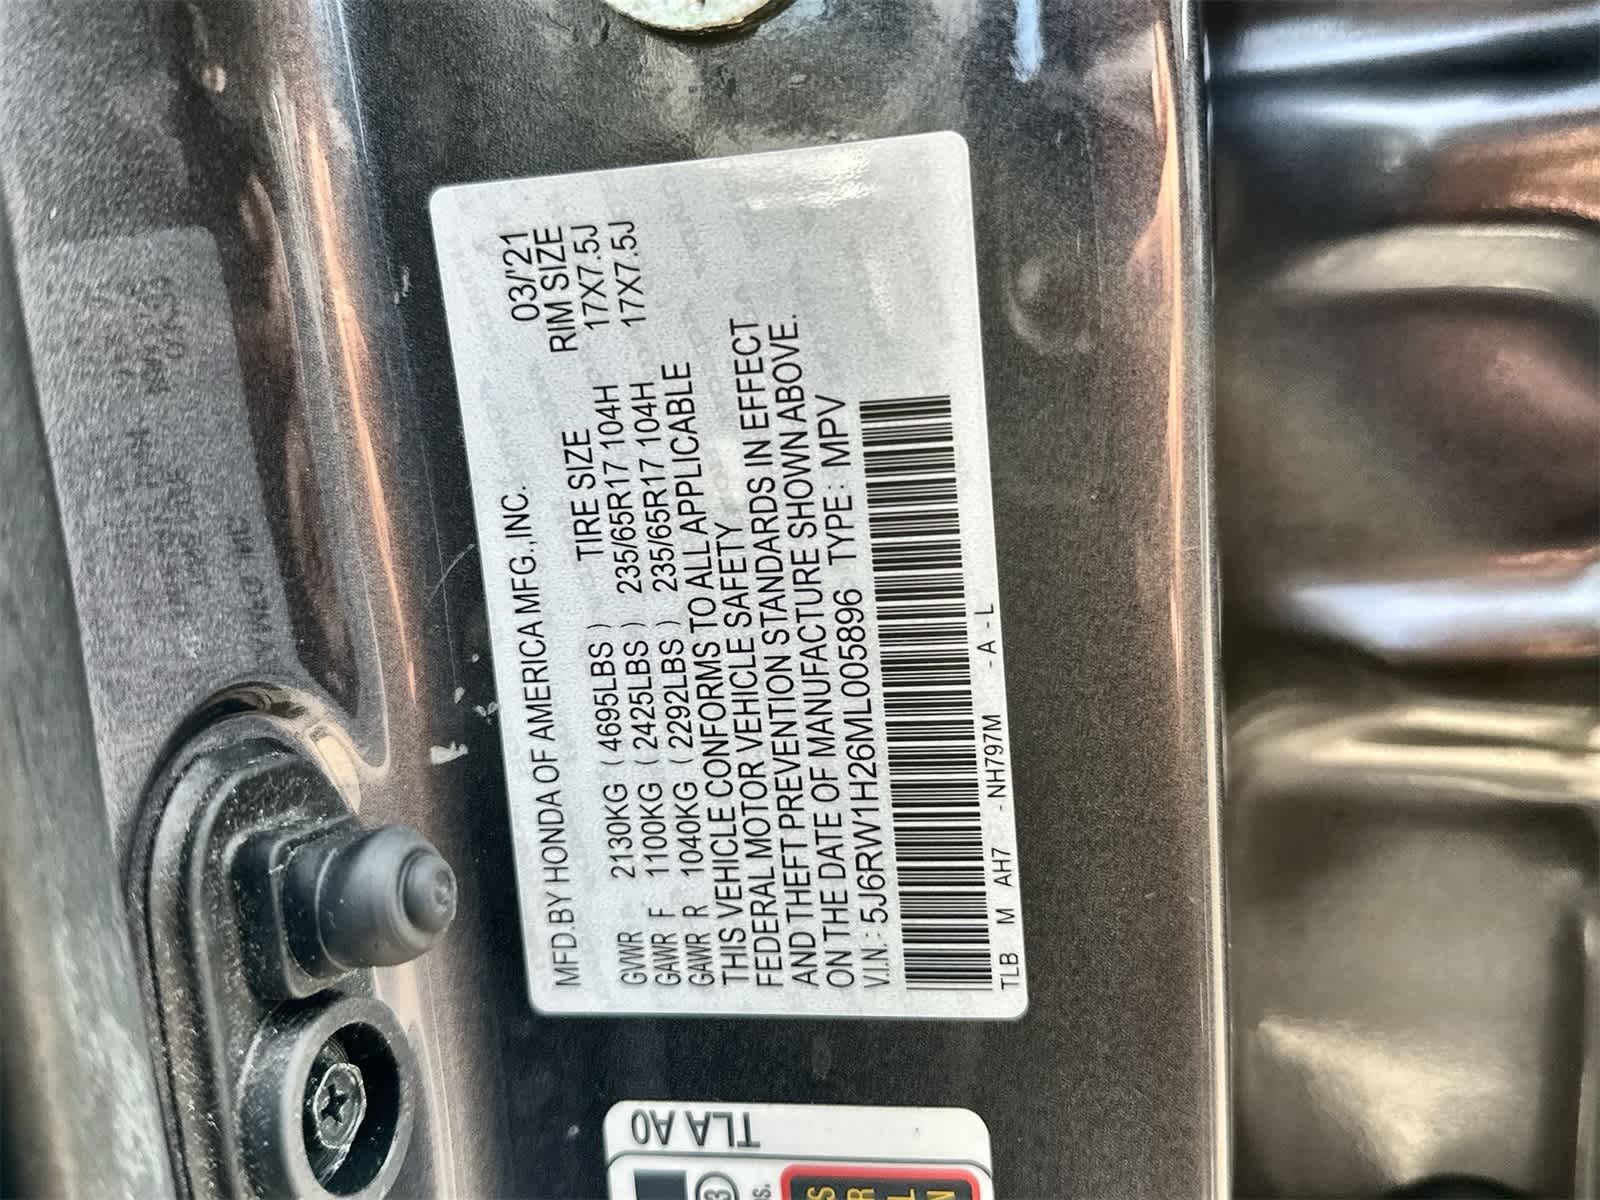 MFD.BY HONDA OF AMERICA MFG.,INC. 03/'21
TIRE SIZE RIM SIZE
GVWR 2130KG ( 4695LBS ) 235/65R17 104H 17X7.5J
GAWR F 1100KG ( 2425LBS ) 235/65R17 104H 17X7.5J
GAWR R 1040KG ( 2292LBS )
THIS VEHICLE CONFORMS TO ALL APPLICABLE
FEDERAL MOTOR VEHICLE SAFETY
AND THEFT PREVENTION STANDARDS IN EFFECT
ON THE DATE OF MANUFACTURE SHOWN ABOVE.
V.I.N.: 5J6RW1H26ML005896 TYPE : MPV
TLB M AH7 - NH797M - A - L
TLA A0